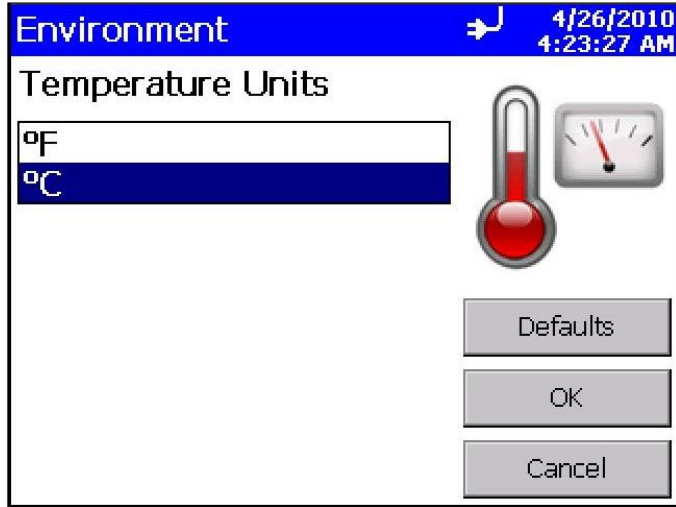 Environment
4/26/2010
4:23:27 AM
Temperature Units
ºF
ºC
Defaults
OK
Cancel